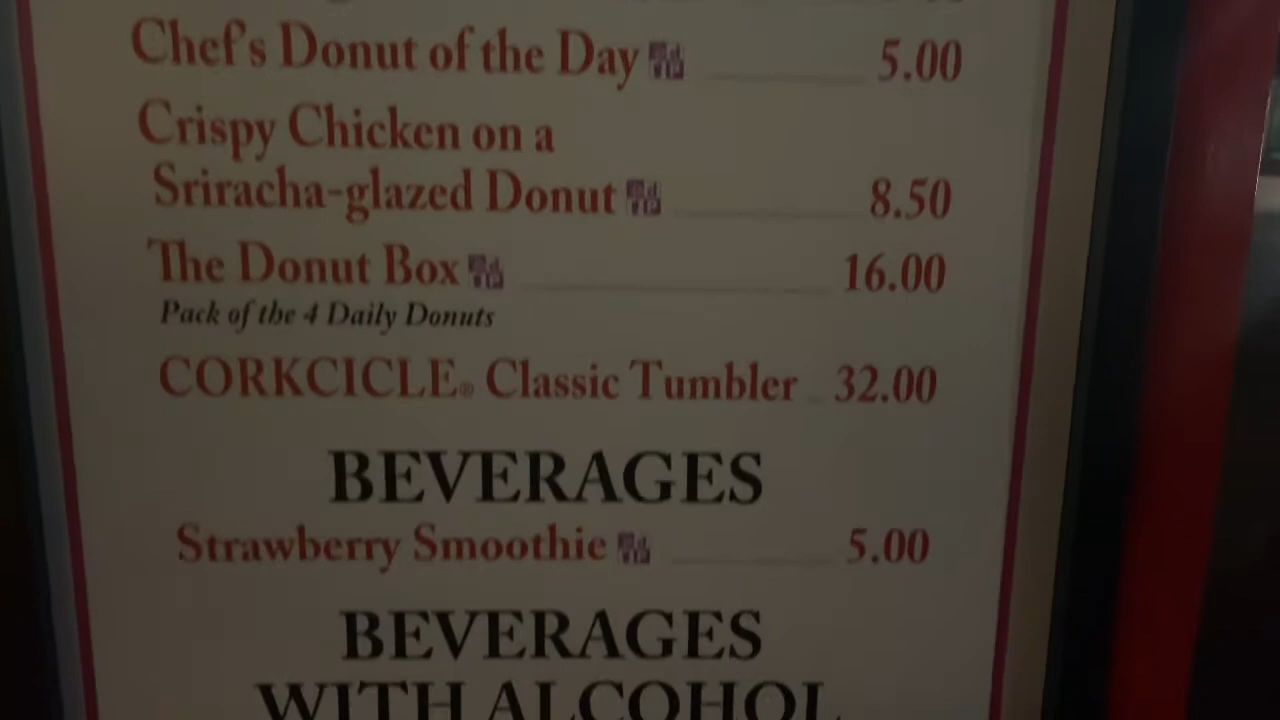 Chef's Donut of the Day 5.00
Crispy Chicken on a
Sriracha-glazed Donut 8.50
The Donut Box 16.00
Pack of the 4 Daily Donuts
CORKCICLE® Classic Tumbler 32.00
BEVERAGES
Strawberry Smoothie 5.00
BEVERAGES
WITH ALCOHOL